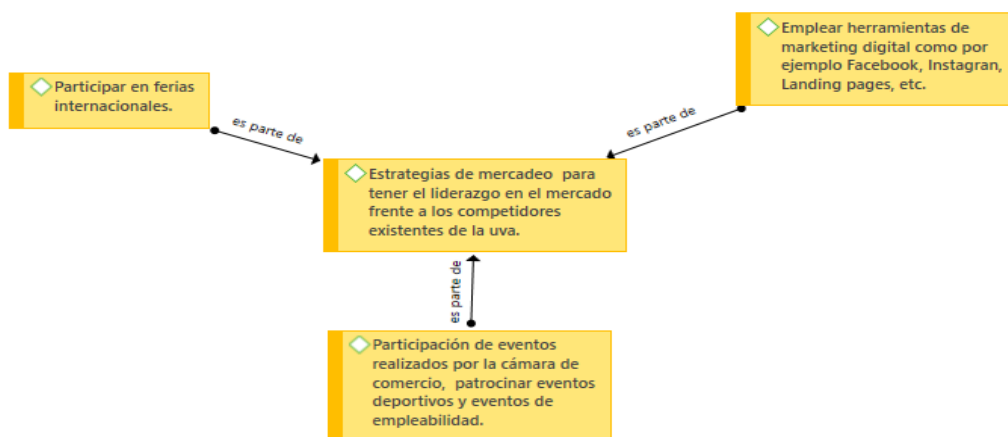 Emplear herramientas de
marketing digital como por
ejemplo Facebook, Instagran,
Landing pages, etc.
Participar en ferias
internacionales.
es parte de
es parte de
Estrategias de mercadeo para
tener el liderazgo en el mercado
frente a los competidores
existentes de la uva.
es parte de
Participación de eventos
realizados por la cámara de
comercio, patrocinar eventos
deportivos y eventos de
empleabilidad.